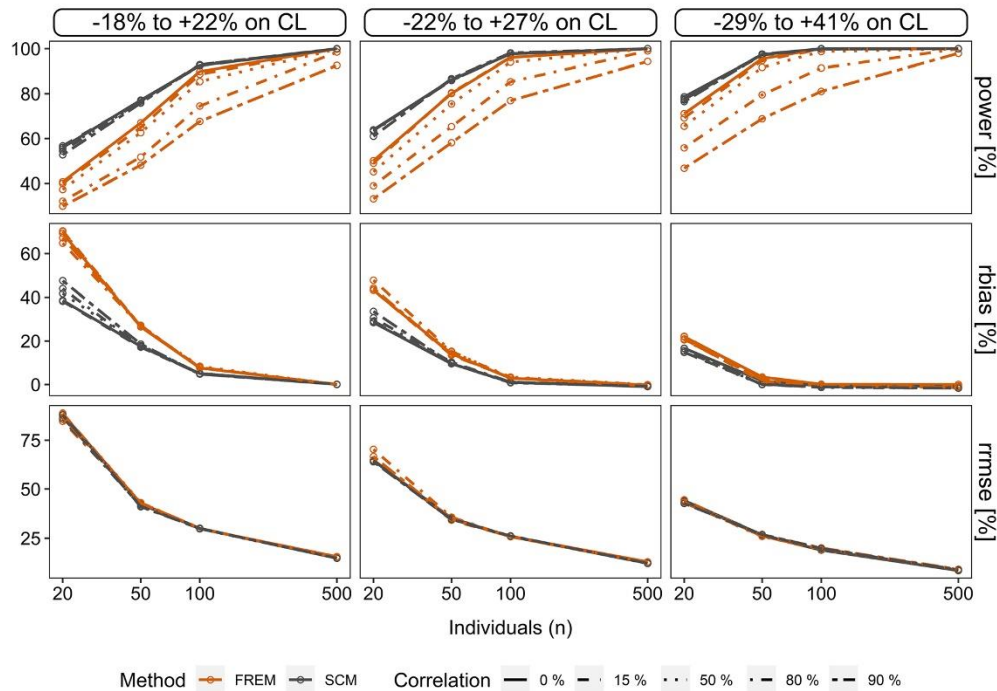 -18% to +22% on CL
-22% to +27% on CL
-29% to +41% on CL
100
80
60
40
power [%]
60
40
20
0
rbias [%]
75
50
25
rrmse [%]
20 50 100 500
20 50 100 500
20 50 100 500
Individuals (n)
Method FREM SCM Correlation 0 % 15 % 50 % 80 % 90 %